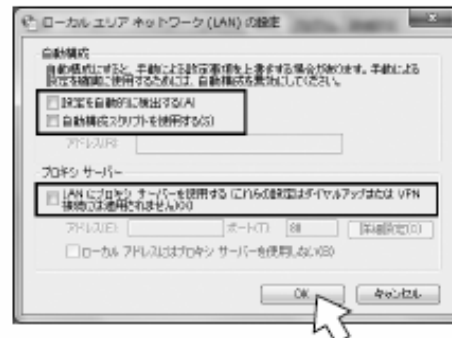 ローカル エリア ネットワーク (LAN) の設定
自動構成
自動構成にすると、手動による設定事項を上書きする場合があります。手動による
設定を確実に使用するためには、自動構成を無効にしてください。
設定を自動的に検出する(A)
自動構成スクリプトを使用する(S)
アドレス(R):
プロキシ サーバー
LAN にプロキシ サーバーを使用する (これらの設定はダイヤルアップまたは VPN
接続には適用されません)(X)
アドレス(E): ポート(T): 80 詳細設定(C)
ローカル アドレスにはプロキシ サーバーを使用しない(B)
OK キャンセル